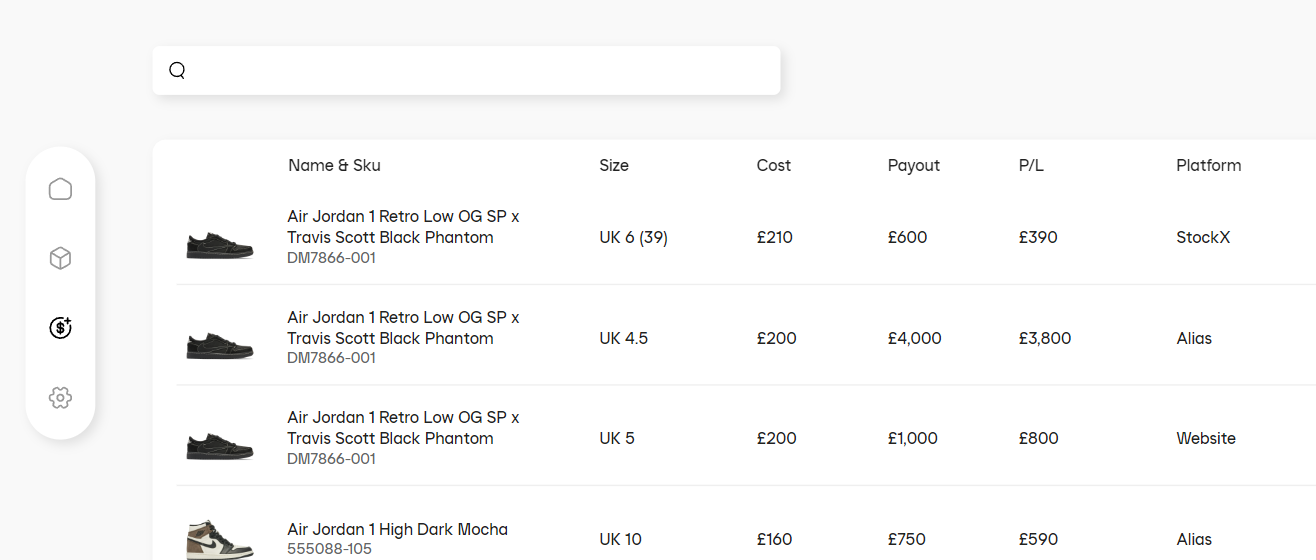 Name & Sku Size Cost Payout P/L Platform
Air Jordan 1 Retro Low OG SP x
Travis Scott Black Phantom
DM7866-001
UK 6 (39) £210 £600 £390 StockX
Air Jordan 1 Retro Low OG SP x
Travis Scott Black Phantom
DM7866-001
UK 4.5 £200 £4,000 £3,800 Alias
Air Jordan 1 Retro Low OG SP x
Travis Scott Black Phantom
DM7866-001
UK 5 £200 £1,000 £800 Website
Air Jordan 1 High Dark Mocha
555088-105
UK 10 £160 £750 £590 Alias